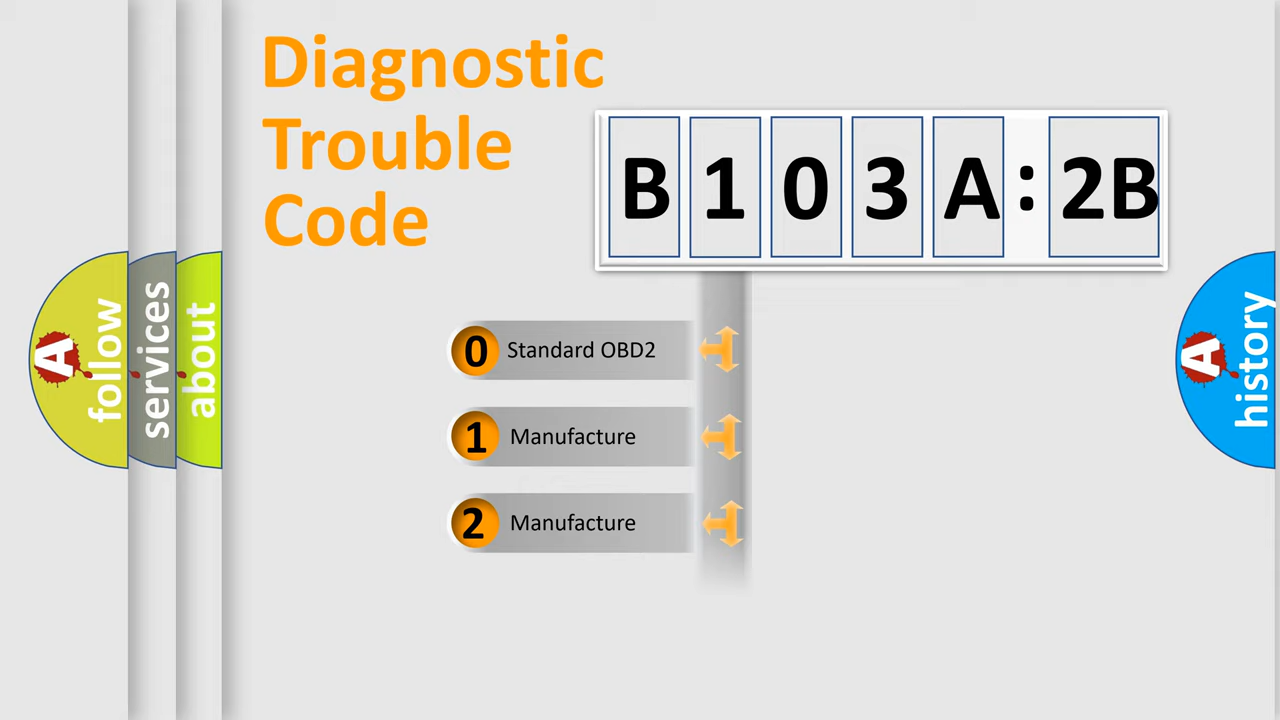 Diagnostic
Trouble
Code
B 1 0 3 A : 2B
0 Standard OBD2
1 Manufacture
2 Manufacture
A follow
services
about
A history